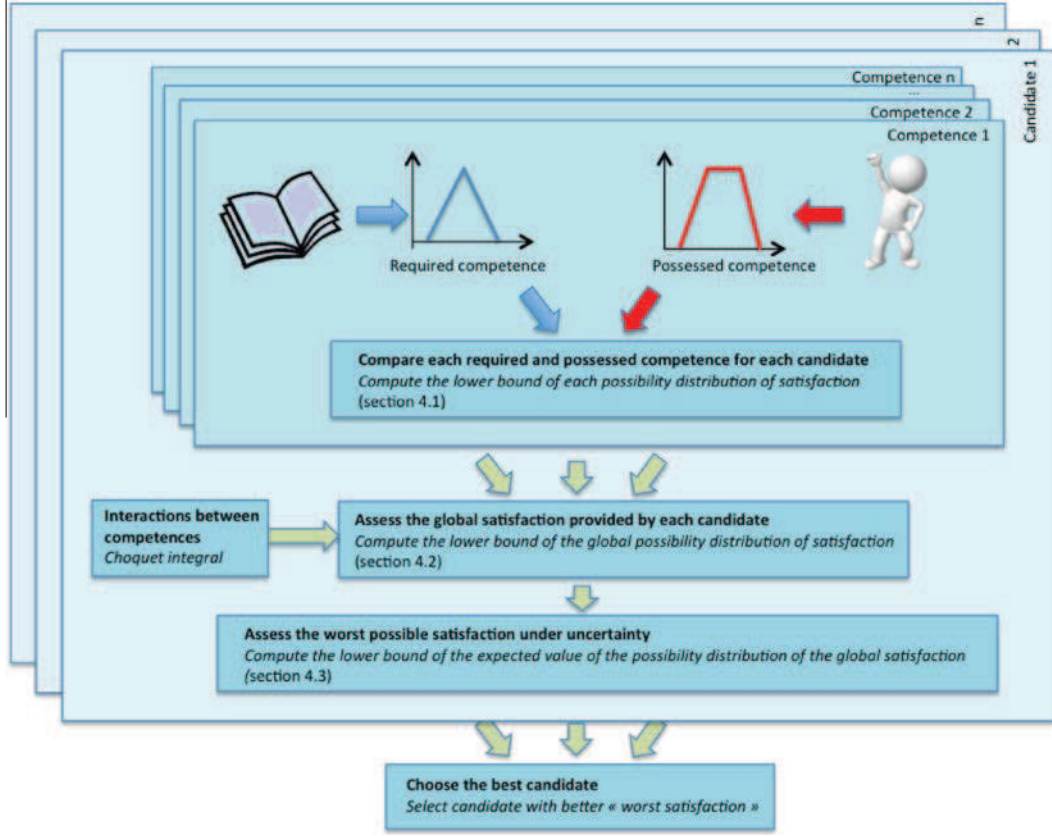 n
2
Candidate 1
Competence n
...
Competence 2
Competence 1
Required competence
Possessed competence
Compare each required and possessed competence for each candidate
Compute the lower bound of each possibility distribution of satisfaction
(section 4.1)
Interactions between
competences
Choquet integral
Assess the global satisfaction provided by each candidate
Compute the lower bound of the global possibility distribution of satisfaction
(section 4.2)
Assess the worst possible satisfaction under uncertainty
Compute the lower bound of the expected value of the possibility distribution of the global satisfaction
(section 4.3)
Choose the best candidate
Select candidate with better « worst satisfaction »